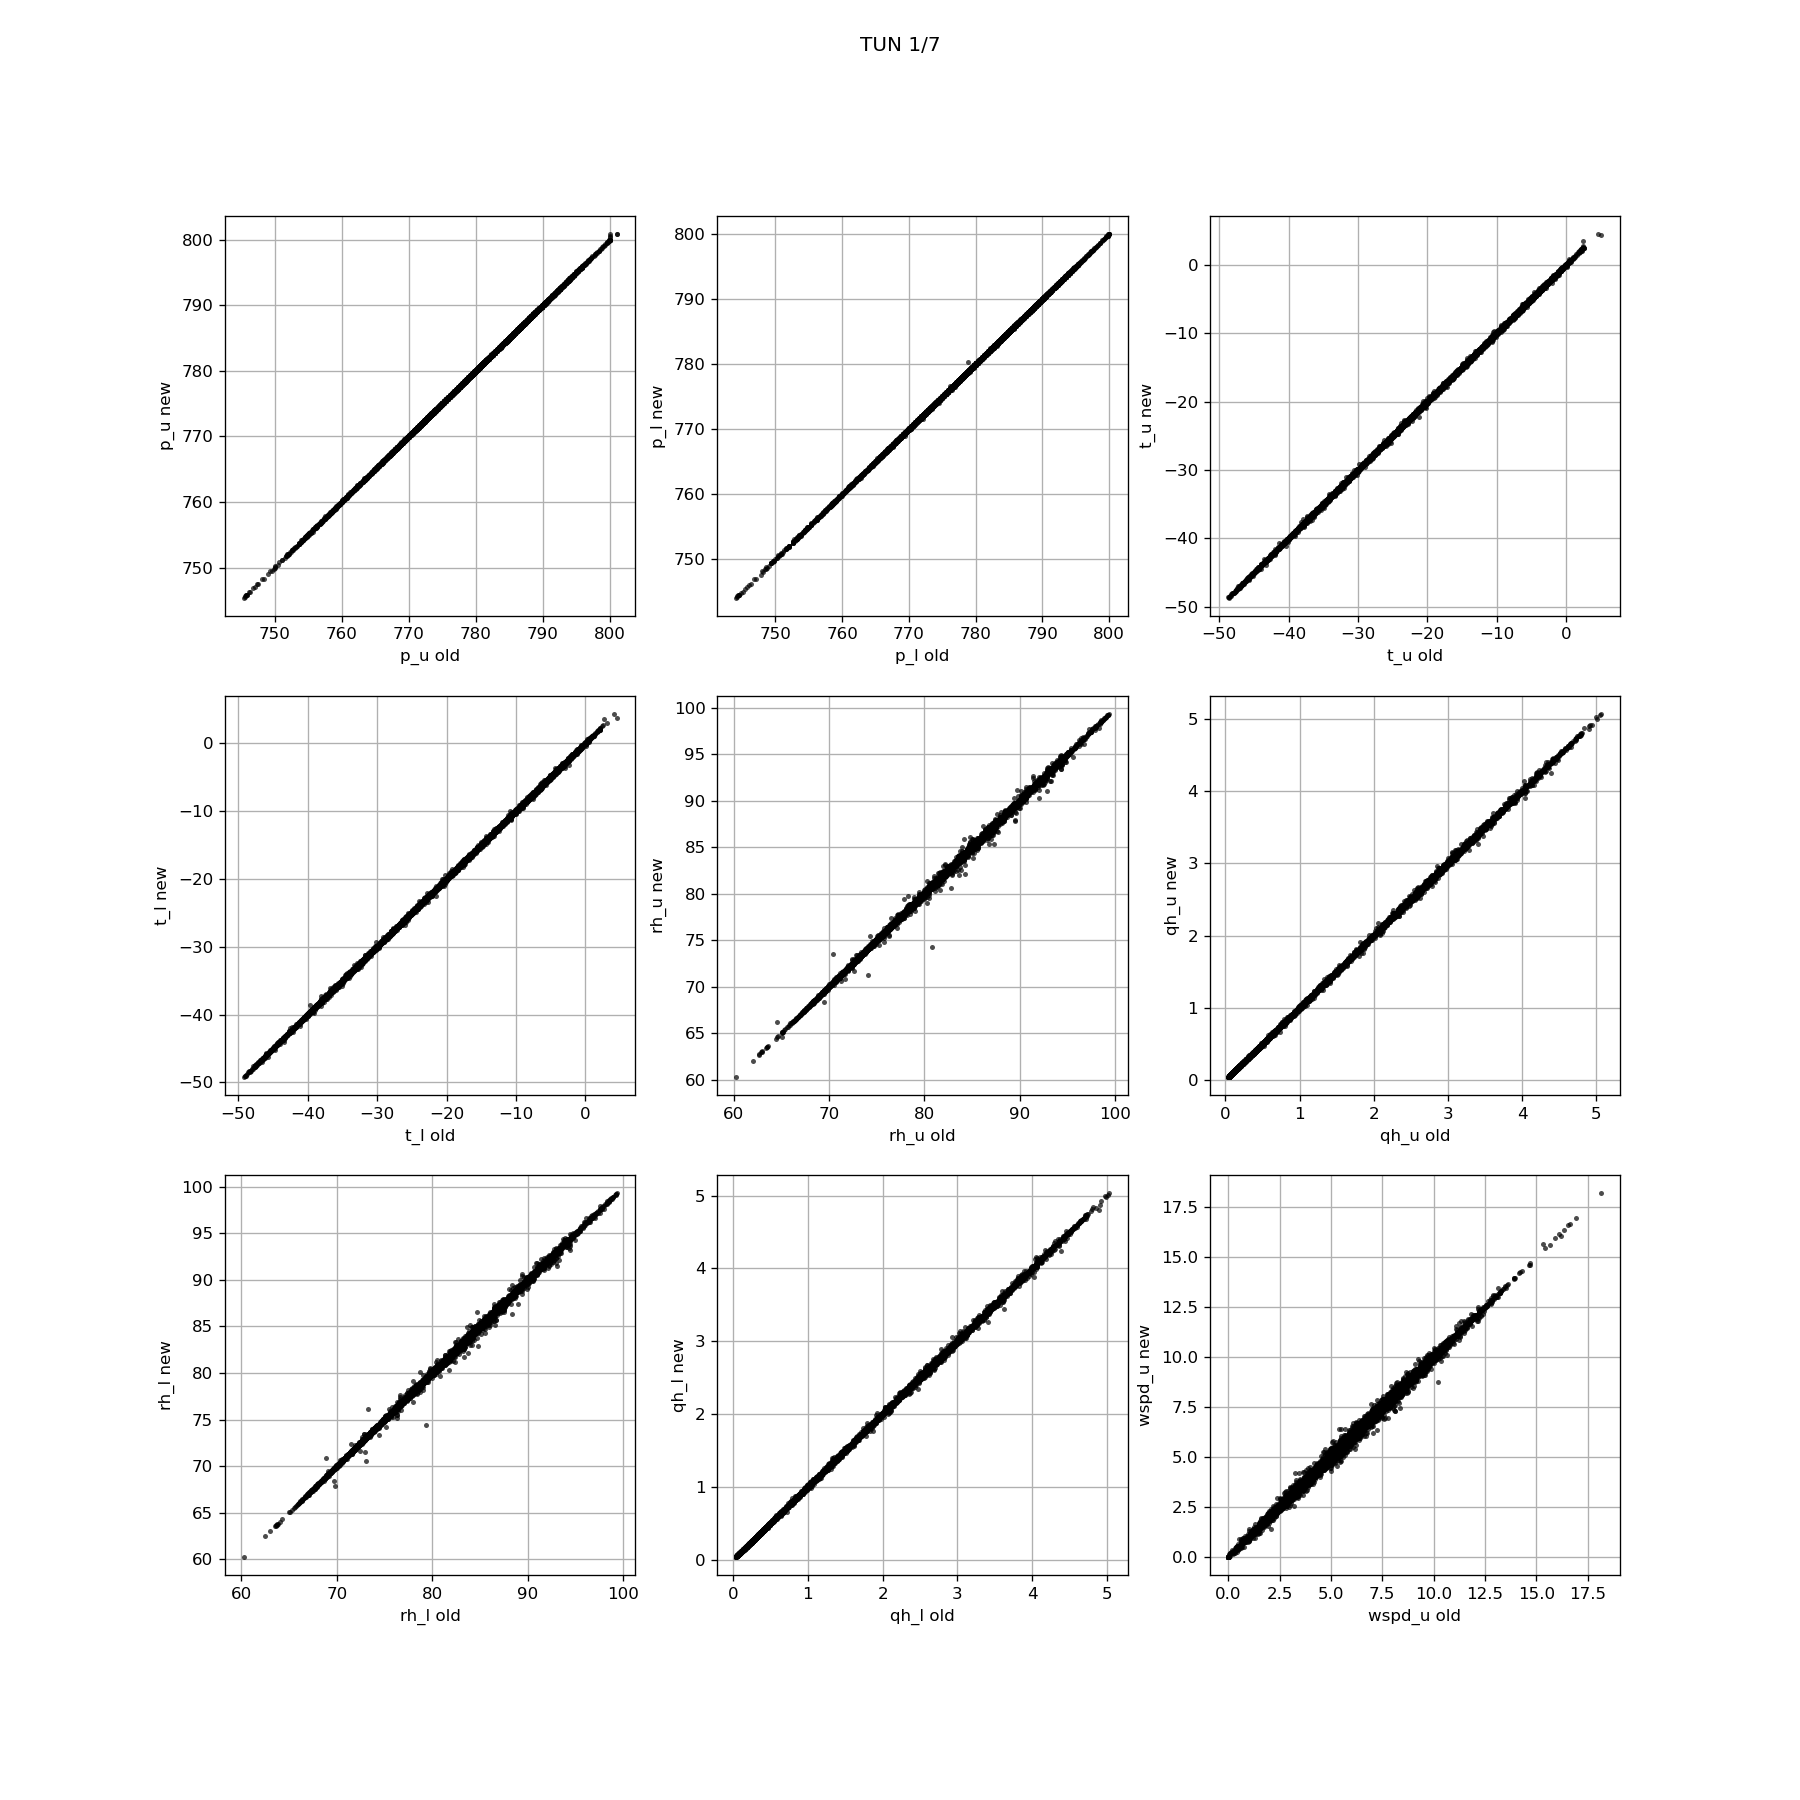 TUN 1/7
800
790
780
770
760
750
p_u new
750 760 770 780 790 800
p_u old
800
790
780
770
760
750
p_l new
750 760 770 780 790 800
p_l old
0
−10
−20
−30
−40
−50
t_u new
−50 −40 −30 −20 −10 0
t_u old
0
−10
−20
−30
−40
−50
t_l new
−50 −40 −30 −20 −10 0
t_l old
100
95
90
85
80
75
70
65
60
rh_u new
60 70 80 90 100
rh_u old
5
4
3
2
1
0
qh_u new
0 1 2 3 4 5
qh_u old
100
95
90
85
80
75
70
65
60
rh_l new
60 70 80 90 100
rh_l old
5
4
3
2
1
0
qh_l new
0 1 2 3 4 5
qh_l old
17.5
15.0
12.5
10.0
7.5
5.0
2.5
0.0
wspd_u new
0.0 2.5 5.0 7.5 10.0 12.5 15.0 17.5
wspd_u old